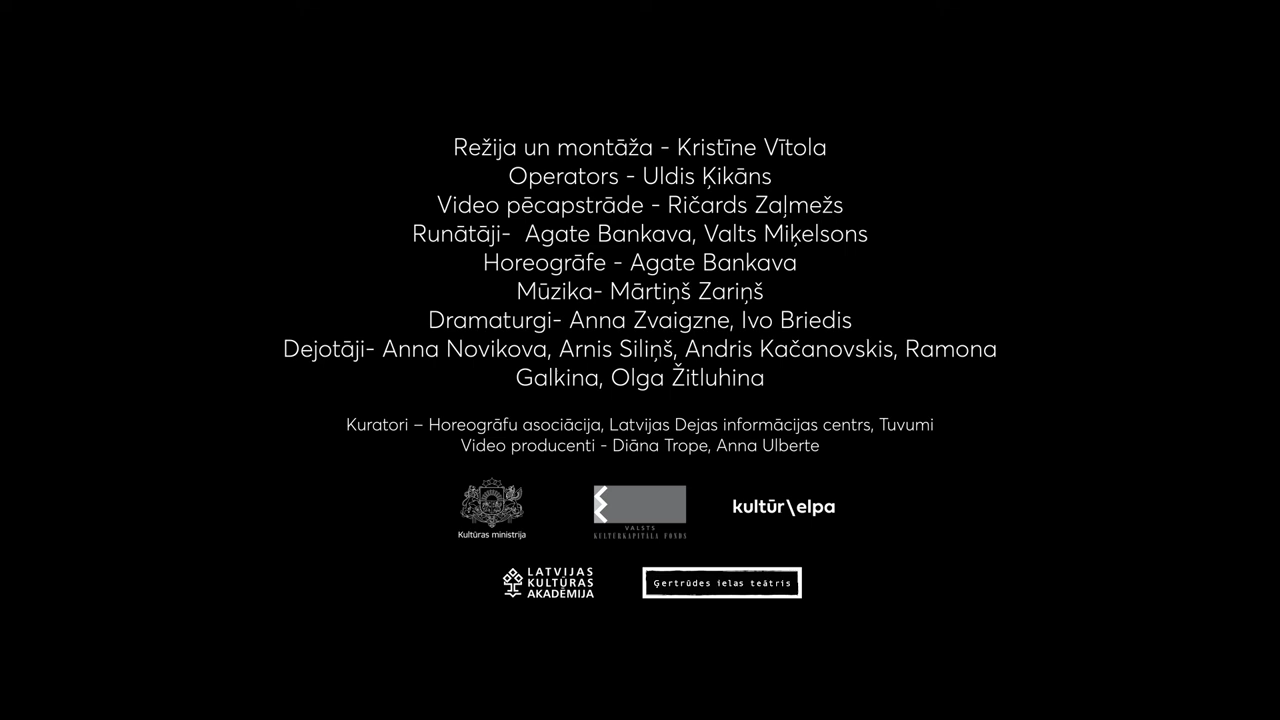 Režija un montāža - Kristīne Vītola
Operators - Uldis Ķikāns
Video pēcapstrāde - Ričards Zaļmežs
Runātāji-  Agate Bankava, Valts Miķelsons
Horeogrāfe - Agate Bankava
Mūzika- Mārtiņš Zariņš
Dramaturgi- Anna Zvaigzne, Ivo Briedis
Dejotāji- Anna Novikova, Arnis Siliņš, Andris Kačanovskis, Ramona
Galkina, Olga Žitluhina
Kuratori – Horeogrāfu asociācija, Latvijas Dejas informācijas centrs, Tuvumi
Video producenti - Diāna Trope, Anna Ulberte
Kultūras ministrija
VALSTS
KULTŪRKAPITĀLA FONDS
kultūr\elpa
LATVIJAS
KULTŪRAS
AKADĒMIJA
Ģertrūdes ielas teātris